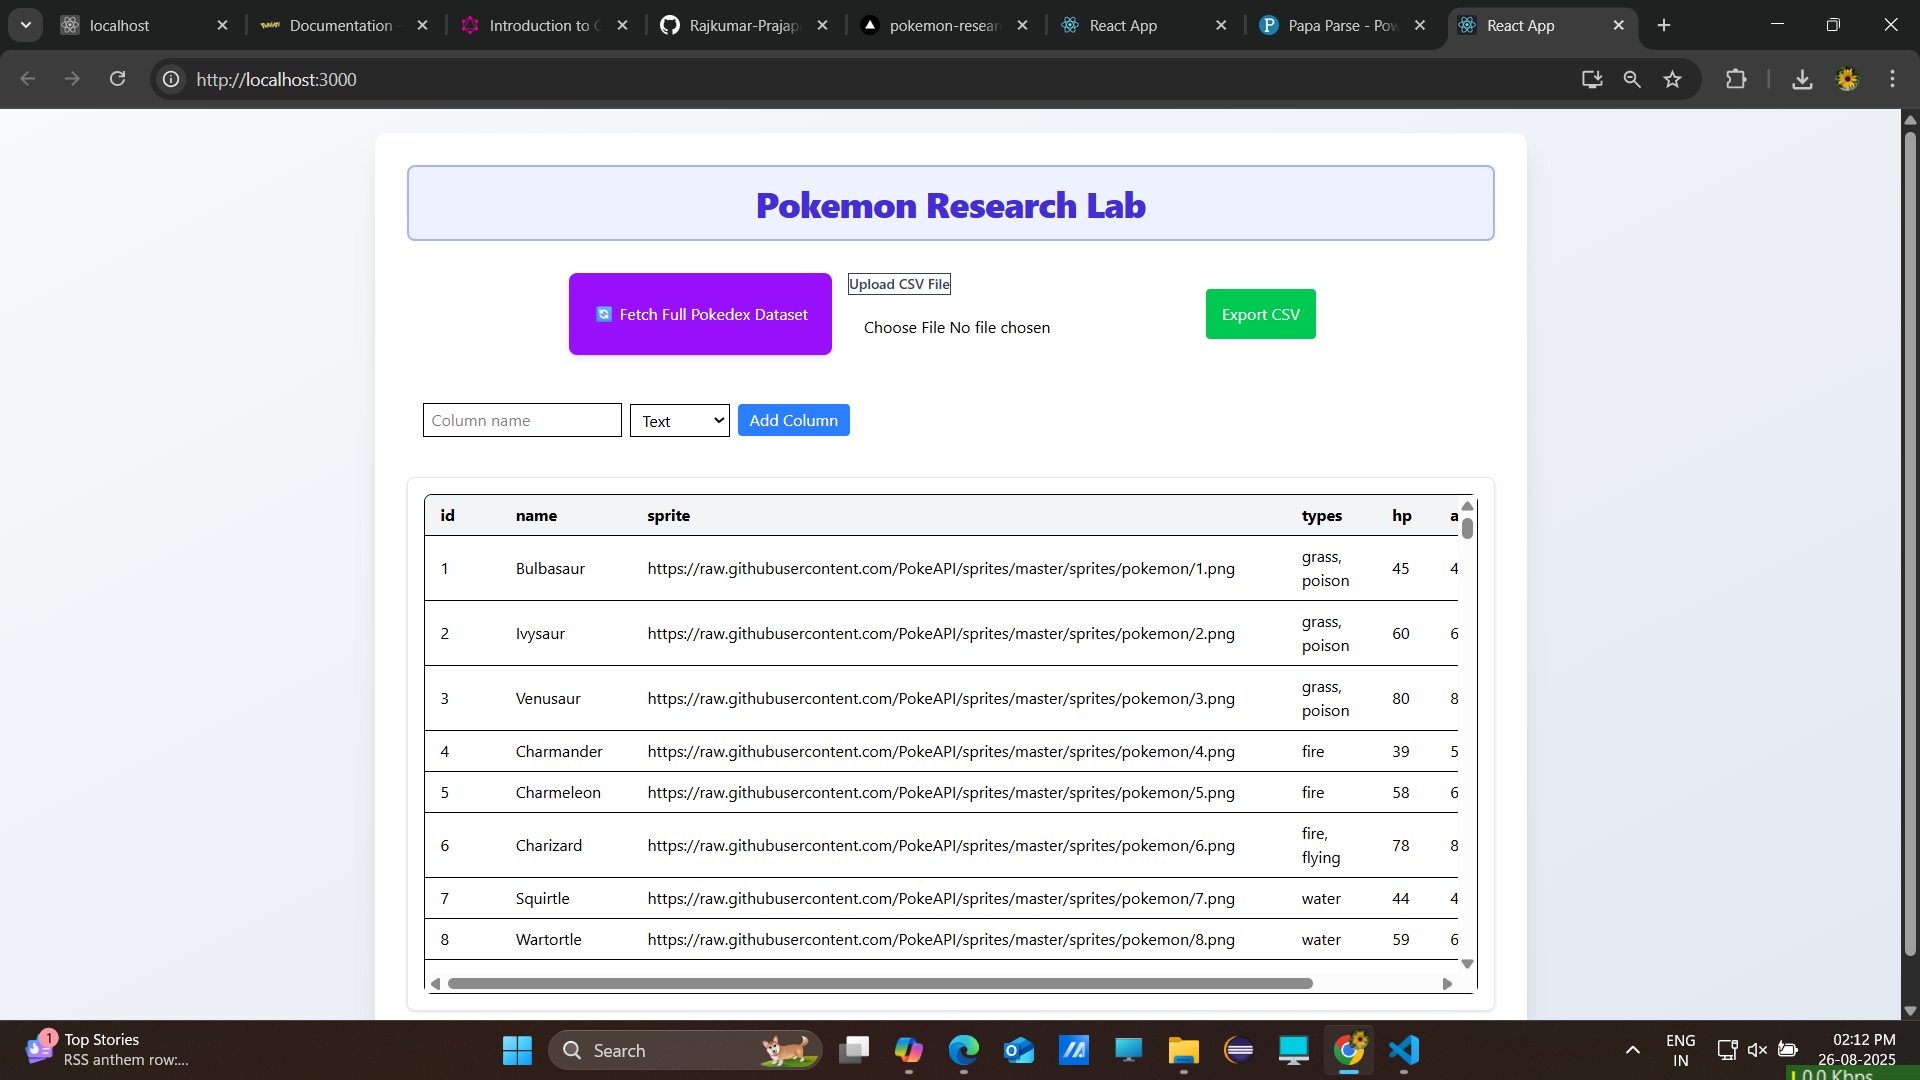 localhost
Documentation
Introduction to G
Rajkumar-Prajap
pokemon-resear
React App
Papa Parse - Pow
React App
http://localhost:3000
Pokemon Research Lab
Fetch Full Pokedex Dataset
Upload CSV File
Choose File No file chosen
Export CSV
Column name
Text
Add Column
id name sprite types hp a
1 Bulbasaur https://raw.githubusercontent.com/PokeAPI/sprites/master/sprites/pokemon/1.png grass, poison 45 4
2 Ivysaur https://raw.githubusercontent.com/PokeAPI/sprites/master/sprites/pokemon/2.png grass, poison 60 6
3 Venusaur https://raw.githubusercontent.com/PokeAPI/sprites/master/sprites/pokemon/3.png grass, poison 80 8
4 Charmander https://raw.githubusercontent.com/PokeAPI/sprites/master/sprites/pokemon/4.png fire 39 5
5 Charmeleon https://raw.githubusercontent.com/PokeAPI/sprites/master/sprites/pokemon/5.png fire 58 6
6 Charizard https://raw.githubusercontent.com/PokeAPI/sprites/master/sprites/pokemon/6.png fire, flying 78 8
7 Squirtle https://raw.githubusercontent.com/PokeAPI/sprites/master/sprites/pokemon/7.png water 44 4
8 Wartortle https://raw.githubusercontent.com/PokeAPI/sprites/master/sprites/pokemon/8.png water 59 6
1
Top Stories
RSS anthem row:...
Search
ENG
IN
02:12 PM
26-08-2025
0.0 Kbps